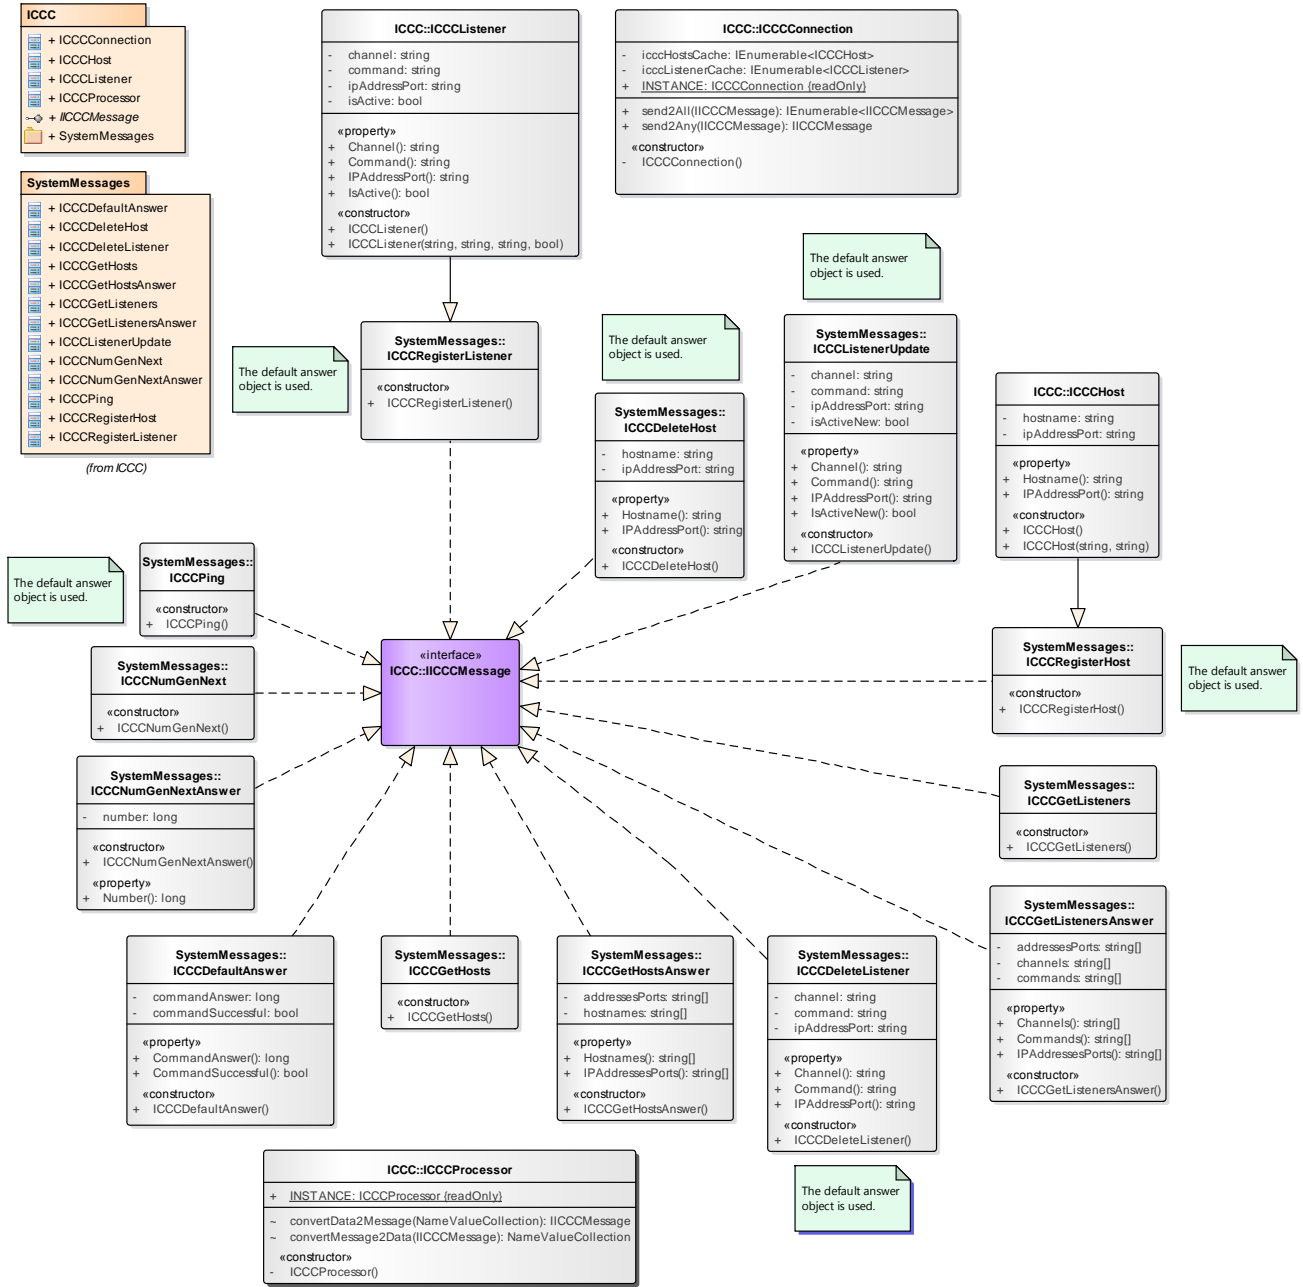 ICCC
+ ICCCConnection
+ ICCCHost
+ ICCCListener
+ ICCCProcessor
+ IICCCMessage
+ SystemMessages
SystemMessages
+ ICCCDefaultAnswer
+ ICCCDeleteHost
+ ICCCDeleteListener
+ ICCCGetHosts
+ ICCCGetHostsAnswer
+ ICCCGetListeners
+ ICCCGetListenersAnswer
+ ICCCListenerUpdate
+ ICCCNumGenNext
+ ICCCNumGenNextAnswer
+ ICCCPing
+ ICCCRegisterHost
+ ICCCRegisterListener
(from ICCC)
ICCC::ICCCListener
- channel: string
- command: string
- ipAddressPort: string
- isActive: bool
«property»
+ Channel(): string
+ Command(): string
+ IPAddressPort(): string
+ IsActive(): bool
«constructor»
+ ICCCListener()
+ ICCCListener(string, string, string, bool)
ICCC::ICCCConnection
- icccHostsCache: IEnumerable<ICCCHost>
- icccListenerCache: IEnumerable<ICCCListener>
+ INSTANCE: ICCCConnection {readOnly}
+ send2All(IICCCMessage): IEnumerable<IICCCMessage>
+ send2Any(IICCCMessage): IICCCMessage
«constructor»
- ICCCConnection()
The default answer
object is used.
The default answer
object is used.
The default answer
object is used.
SystemMessages::
ICCCRegisterListener
«constructor»
+ ICCCRegisterListener()
SystemMessages::
ICCCDeleteHost
- hostname: string
- ipAddressPort: string
«property»
+ Hostname(): string
+ IPAddressPort(): string
«constructor»
+ ICCCDeleteHost()
SystemMessages::
ICCCListenerUpdate
- channel: string
- command: string
- ipAddressPort: string
- isActiveNew: bool
«property»
+ Channel(): string
+ Command(): string
+ IPAddressPort(): string
+ IsActiveNew(): bool
«constructor»
+ ICCCListenerUpdate()
ICCC::ICCCHost
- hostname: string
- ipAddressPort: string
«property»
+ Hostname(): string
+ IPAddressPort(): string
«constructor»
+ ICCCHost()
+ ICCCHost(string, string)
The default answer
object is used.
SystemMessages::
ICCCPing
«constructor»
+ ICCCPing()
SystemMessages::
ICCCNumGenNext
«constructor»
+ ICCCNumGenNext()
«interface»
ICCC::IICCCMessage
SystemMessages::
ICCCRegisterHost
«constructor»
+ ICCCRegisterHost()
The default answer
object is used.
SystemMessages::
ICCCNumGenNextAnswer
- number: long
«constructor»
+ ICCCNumGenNextAnswer()
«property»
+ Number(): long
SystemMessages::
ICCCGetListeners
«constructor»
+ ICCCGetListeners()
SystemMessages::
ICCCDefaultAnswer
- commandAnswer: long
- commandSuccessful: bool
«property»
+ CommandAnswer(): long
+ CommandSuccessful(): bool
«constructor»
+ ICCCDefaultAnswer()
SystemMessages::
ICCCGetHosts
«constructor»
+ ICCCGetHosts()
SystemMessages::
ICCCGetHostsAnswer
- addressesPorts: string[]
- hostnames: string[]
«property»
+ Hostnames(): string[]
+ IPAddressesPorts(): string[]
«constructor»
+ ICCCGetHostsAnswer()
SystemMessages::
ICCCDeleteListener
- channel: string
- command: string
- ipAddressPort: string
«property»
+ Channel(): string
+ Command(): string
+ IPAddressPort(): string
«constructor»
+ ICCCDeleteListener()
SystemMessages::
ICCCGetListenersAnswer
- addressesPorts: string[]
- channels: string[]
- commands: string[]
«property»
+ Channels(): string[]
+ Commands(): string[]
+ IPAddressesPorts(): string[]
«constructor»
+ ICCCGetListenersAnswer()
ICCC::ICCCProcessor
+ INSTANCE: ICCCProcessor {readOnly}
~ convertData2Message(NameValueCollection): IICCCMessage
~ convertMessage2Data(IICCCMessage): NameValueCollection
«constructor»
- ICCCProcessor()
The default answer
object is used.